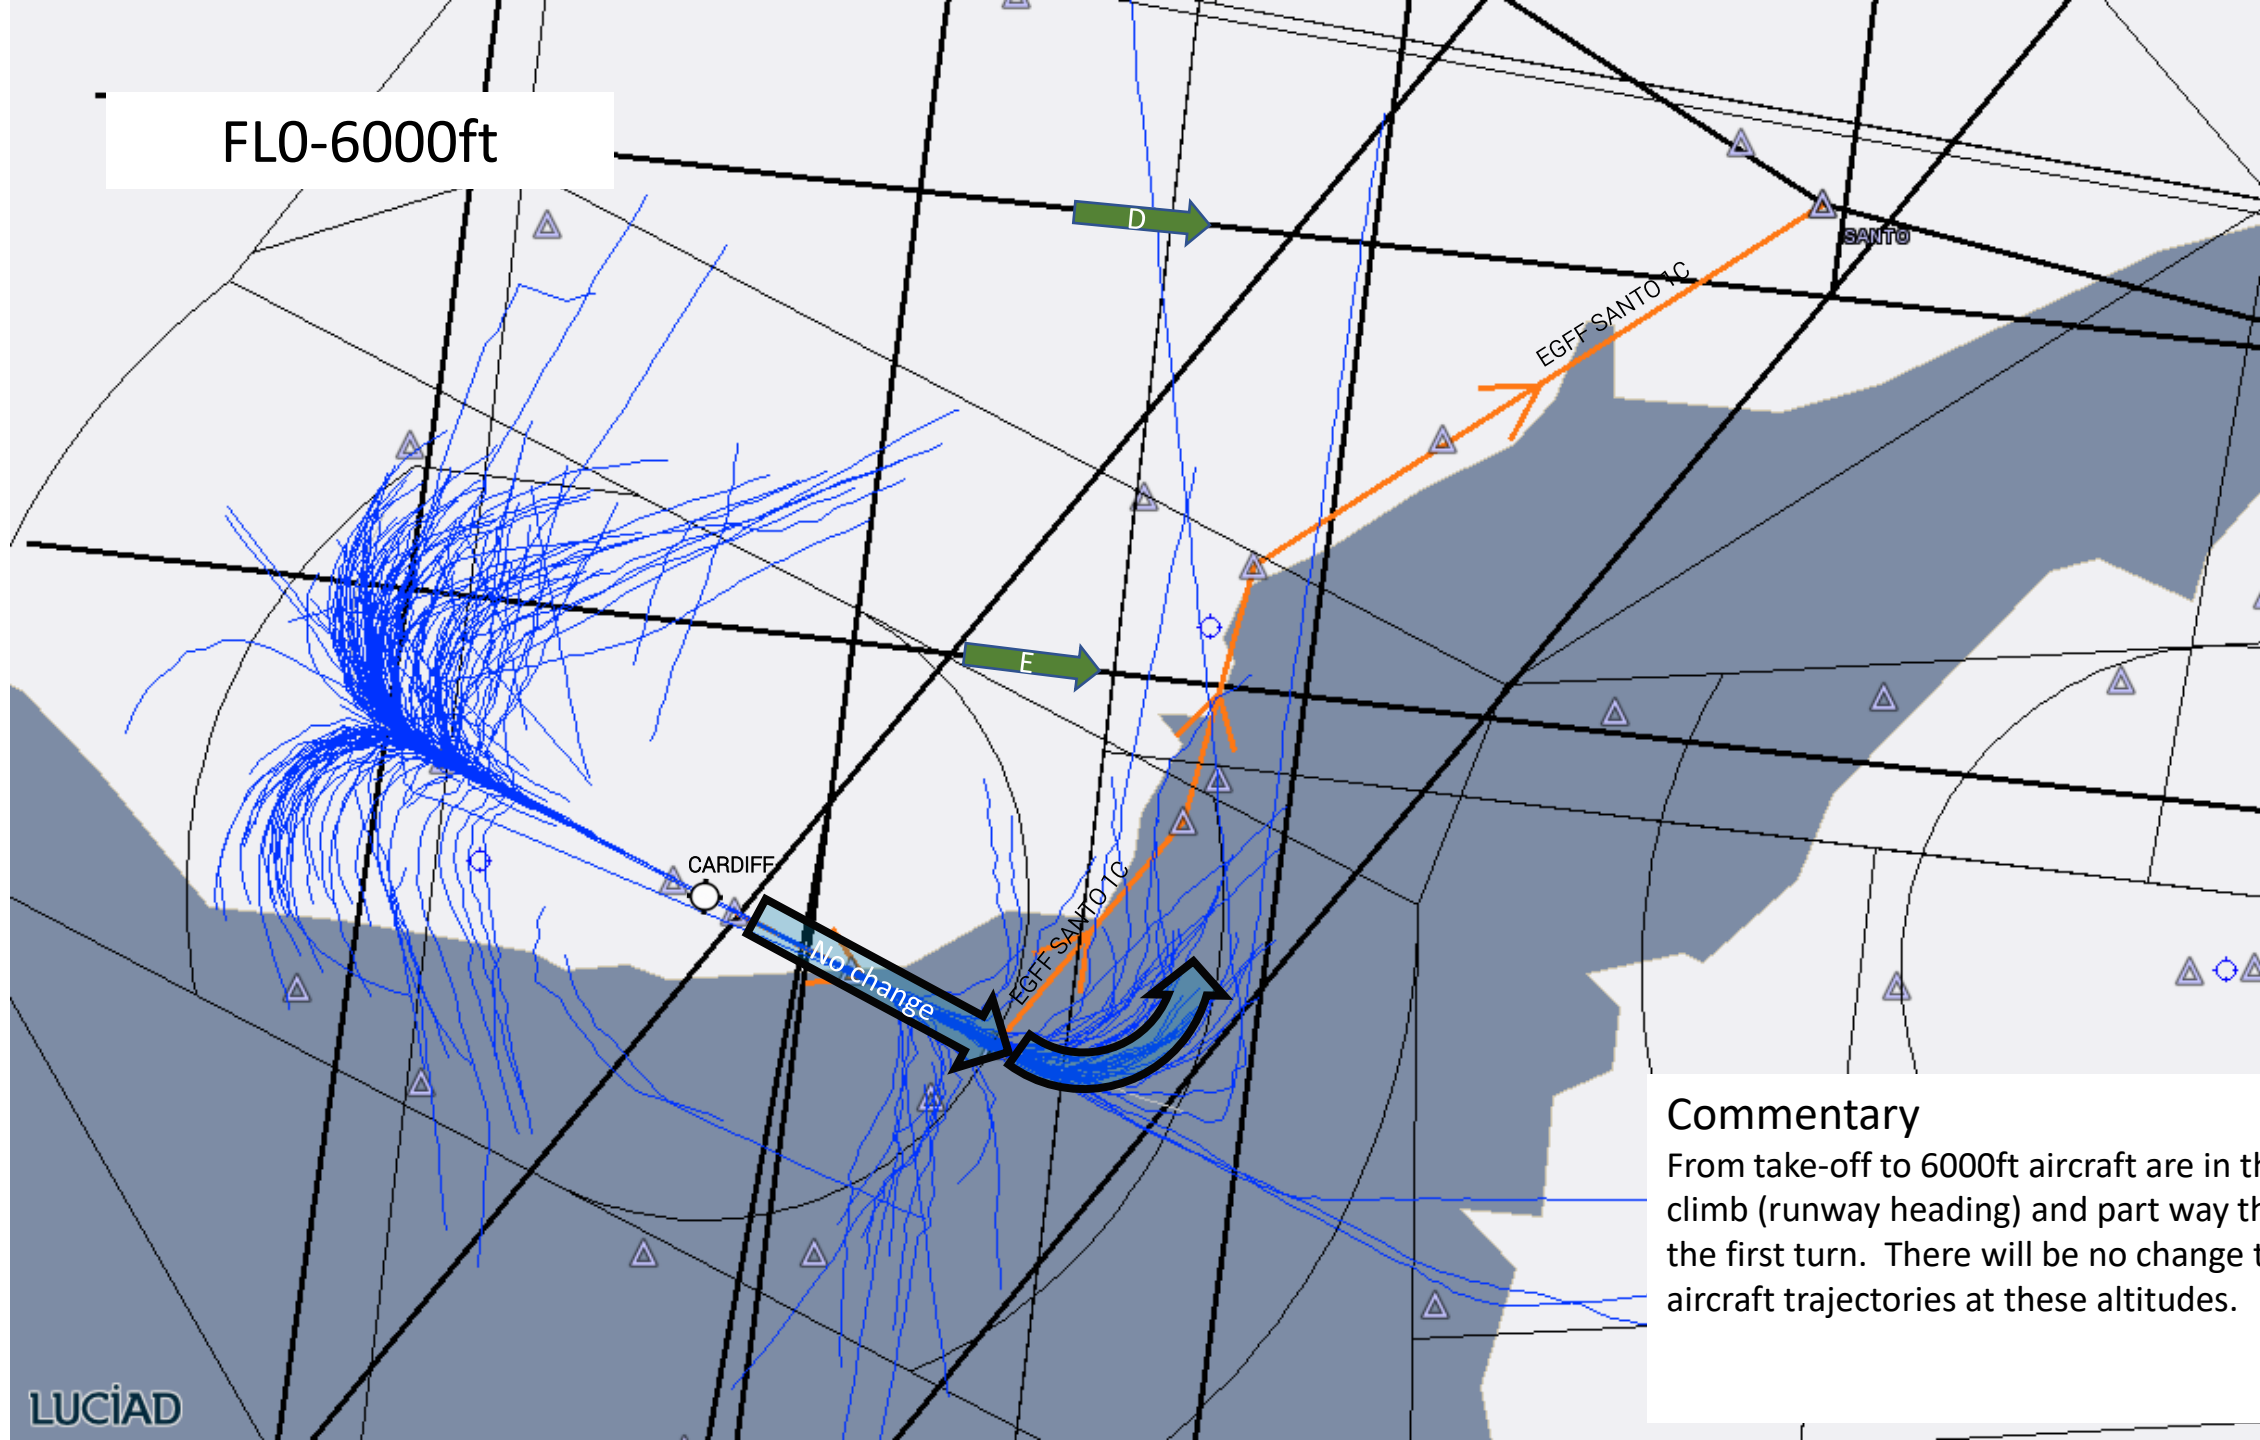 FL0-6000ft
D
SANTO
EGFF SANTO 1C
E
CARDIFF
EGFF SANTO 1C
No change
Commentary
From take-off to 6000ft aircraft are in
climb (runway heading) and part way
the first turn.  There will be no change
aircraft trajectories at these altitudes.
LUCIAD